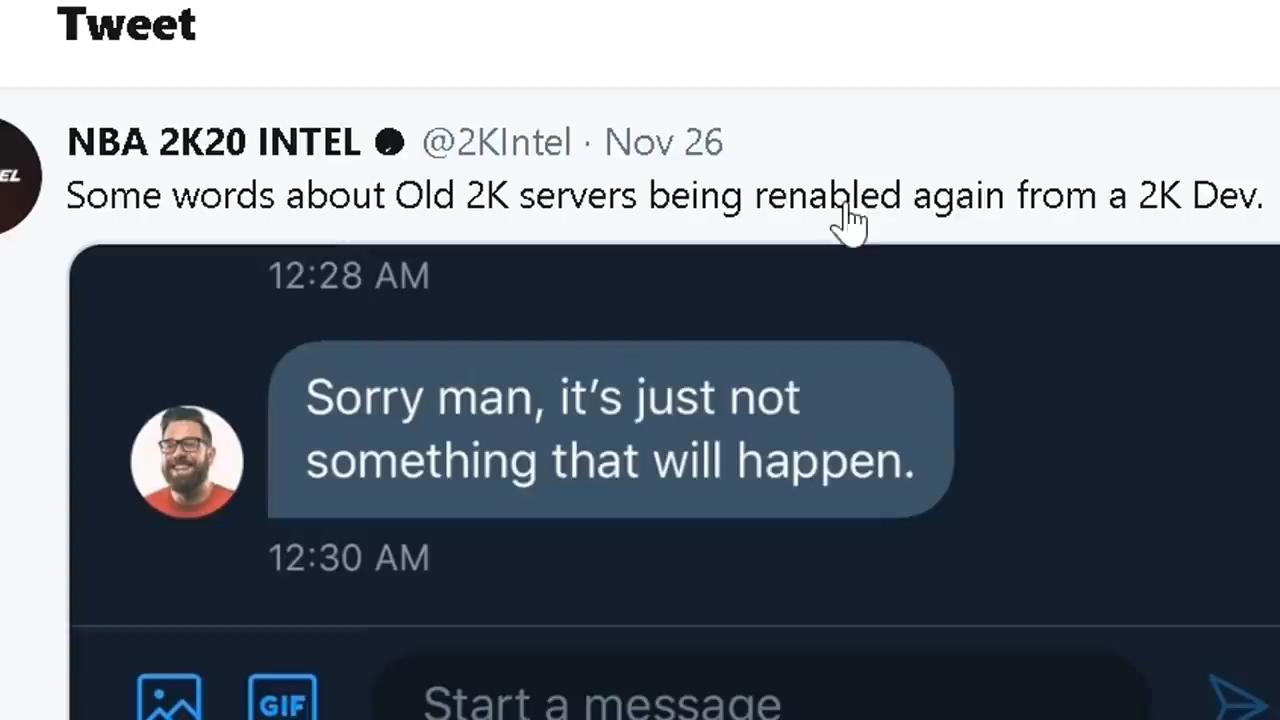 Tweet
NBA 2K20 INTEL @2KIntel · Nov 26
EL
Some words about Old 2K servers being renabled again from a 2K Dev.
12:28 AM
Sorry man, it’s just not
something that will happen.
12:30 AM
GIF
Start a message